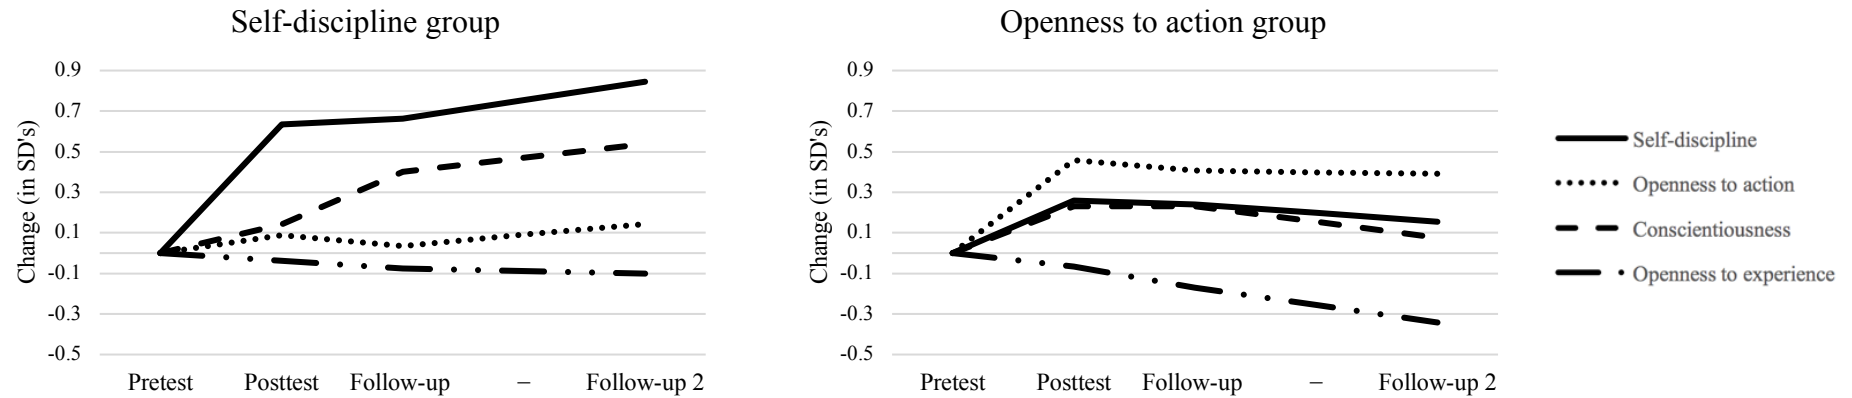 Self-discipline group
Change (in SD's)
0.9
0.7
0.5
0.3
0.1
-0.1
-0.3
-0.5
Pretest Posttest Follow-up – Follow-up 2
Openness to action group
Change (in SD's)
0.9
0.7
0.5
0.3
0.1
-0.1
-0.3
-0.5
Pretest Posttest Follow-up – Follow-up 2
Self-discipline
Openness to action
Conscientiousness
Openness to experience